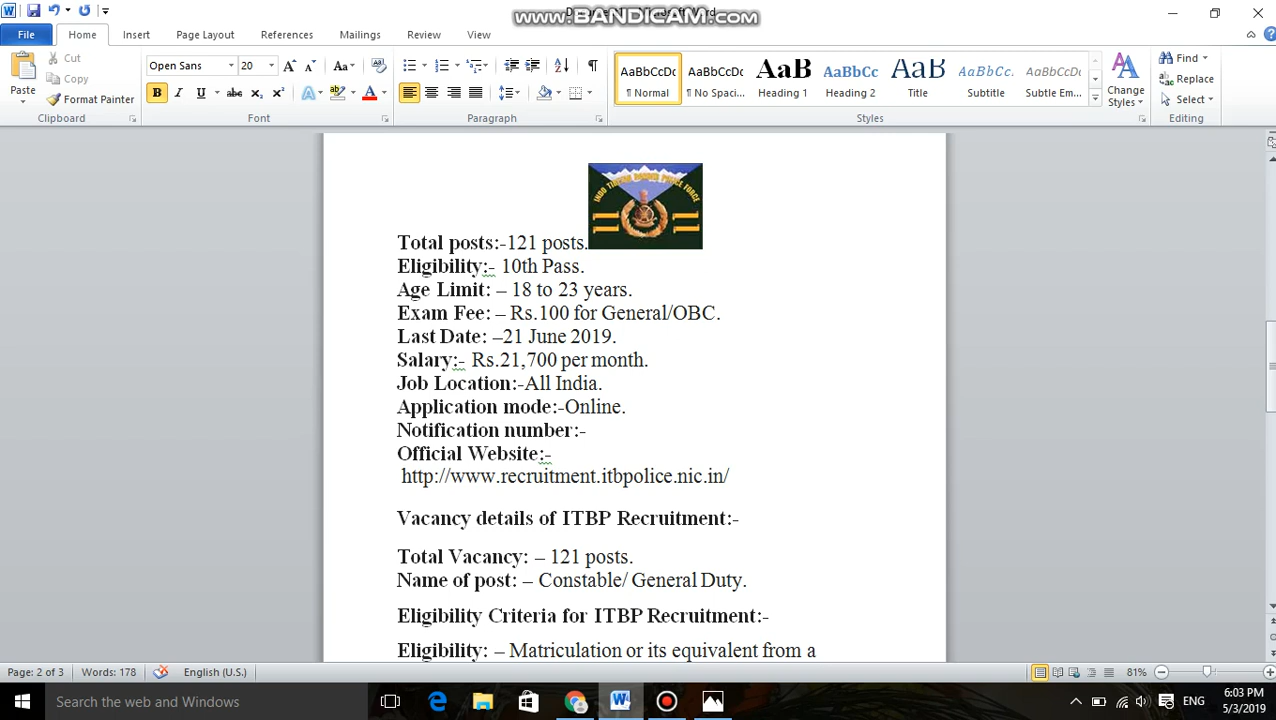 www.BANDICAM.com
File Home Insert Page Layout References Mailings Review View
Paste
Cut
Copy
Format Painter
Clipboard
Open Sans 20
Font
Paragraph
AaBbCcDc AaBbCcDc AaB AaBbCc AaB AaBbCc. AaBbCcDc
¶ Normal ¶ No Spaci... Heading 1 Heading 2 Title Subtitle Subtle Em...
Change Styles
Styles
Find
Replace
Select
Editing
INDO TIBETAN BORDER POLICE FORCE
Total posts:-121 posts.
Eligibility:- 10th Pass.
Age Limit: – 18 to 23 years.
Exam Fee: – Rs.100 for General/OBC.
Last Date: –21 June 2019.
Salary:- Rs.21,700 per month.
Job Location:-All India.
Application mode:-Online.
Notification number:-
Official Website:-
http://www.recruitment.itbpolice.nic.in/
Vacancy details of ITBP Recruitment:-
Total Vacancy: – 121 posts.
Name of post: – Constable/ General Duty.
Eligibility Criteria for ITBP Recruitment:-
Eligibility: – Matriculation or its equivalent from a
Page: 2 of 3 Words: 178 English (U.S.) 81%
Search the web and Windows
ENG
6:03 PM
5/3/2019